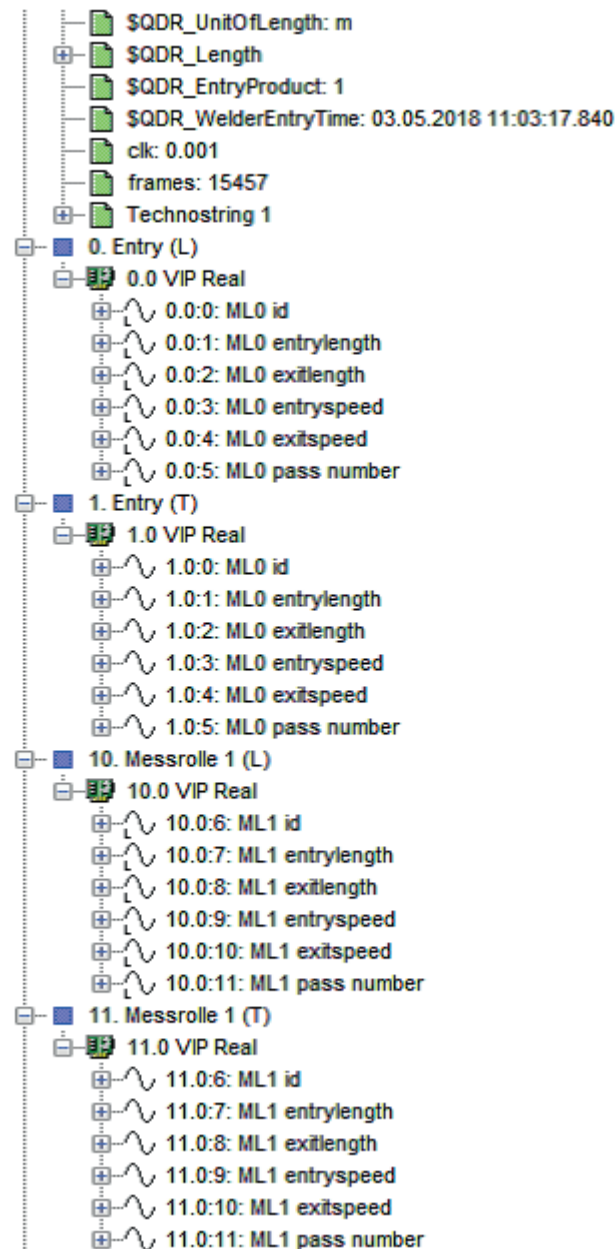 $QDR_UnitOfLength: m
$QDR_Length
$QDR_EntryProduct: 1
$QDR_WelderEntryTime: 03.05.2018 11:03:17.840
clk: 0.001
frames: 15457
Technostring 1
0. Entry (L)
0.0 VIP Real
0.0:0: ML0 id
0.0:1: ML0 entrylength
0.0:2: ML0 exitlength
0.0:3: ML0 entryspeed
0.0:4: ML0 exitspeed
0.0:5: ML0 pass number
1. Entry (T)
1.0 VIP Real
1.0:0: ML0 id
1.0:1: ML0 entrylength
1.0:2: ML0 exitlength
1.0:3: ML0 entryspeed
1.0:4: ML0 exitspeed
1.0:5: ML0 pass number
10. Messrolle 1 (L)
10.0 VIP Real
10.0:6: ML1 id
10.0:7: ML1 entrylength
10.0:8: ML1 exitlength
10.0:9: ML1 entryspeed
10.0:10: ML1 exitspeed
10.0:11: ML1 pass number
11. Messrolle 1 (T)
11.0 VIP Real
11.0:6: ML1 id
11.0:7: ML1 entrylength
11.0:8: ML1 exitlength
11.0:9: ML1 entryspeed
11.0:10: ML1 exitspeed
11.0:11: ML1 pass number